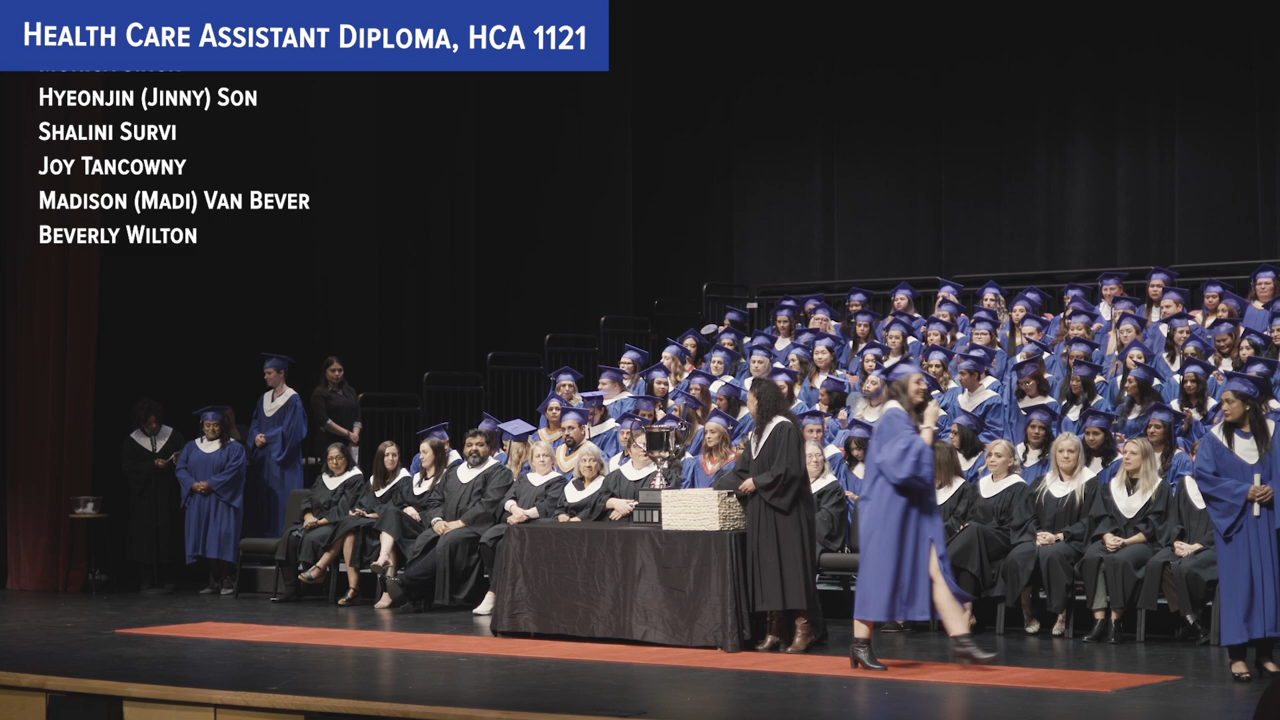 Health Care Assistant Diploma, HCA 1121
Hyeonjin (Jinny) Son
Shalini Survi
Joy Tancowny
Madison (Madi) Van Bever
Beverly Wilton